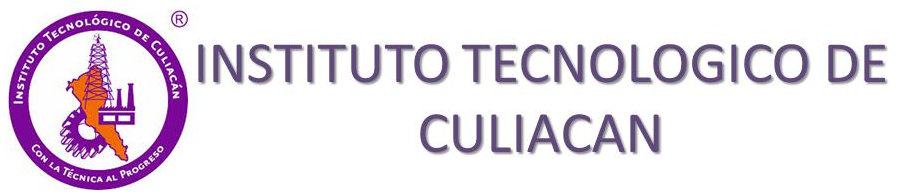 INSTITUTO TECNOLÓGICO DE CULIACÁN
CON LA TÉCNICA AL PROGRESO
®
INSTITUTO TECNOLOGICO DE
CULIACAN